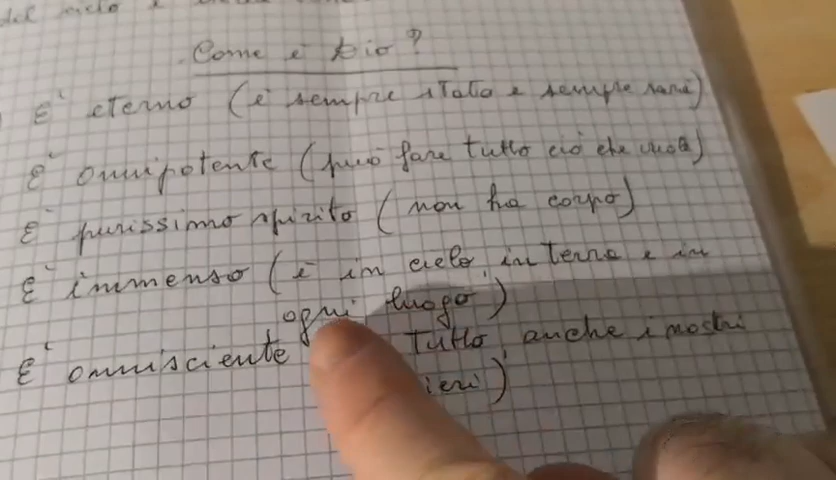 Come è Dio?
E' eterno (è sempre stato e sempre sarà)
E' onnipotente (può fare tutto ciò che vuole)
E' purissimo spirito (non ha corpo)
E' immenso (è in cielo, in terra e in
ogni luogo)
E' onnisciente tutto, anche i nostri
ieri)